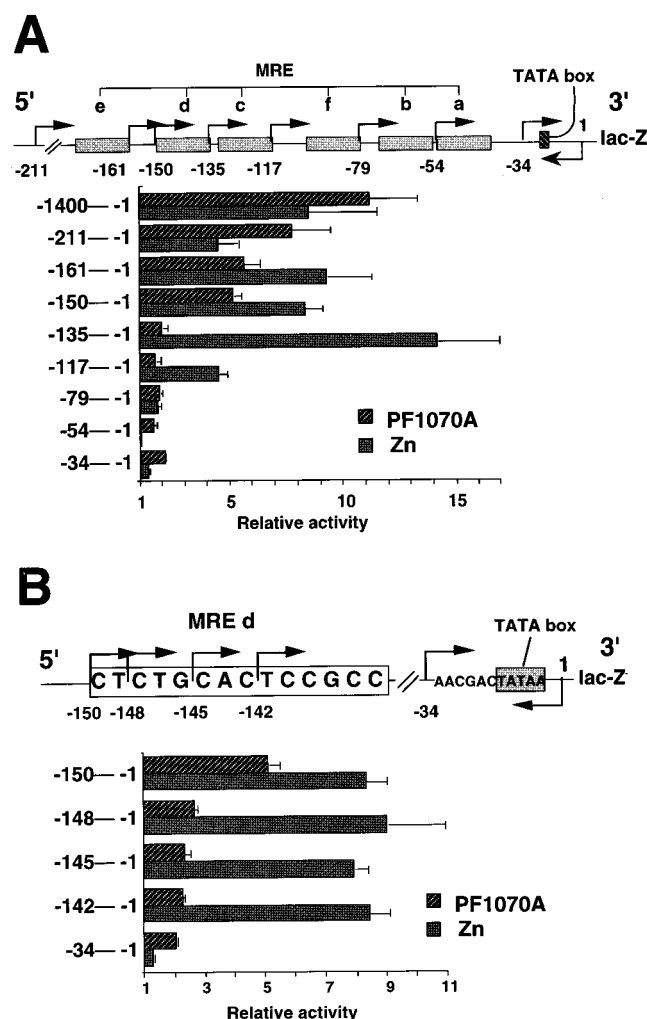 A
MRE
TATA box
5' e d c f b a 1 3'
lac-Z
-211 -161 -150 -135 -117 -79 -54 -34
-1400— -1
-211— -1
-161— -1
-150— -1
-135— -1
-117— -1
-79— -1
-54— -1
-34— -1
PF1070A
Zn
1 5 10 15
Relative activity
B
MRE d
TATA box
5' 1 3'
CTCTGCACTCCGCC AACGACTATAA lac-Z
-150 -148 -145 -142 -34
-150— -1
-148— -1
-145— -1
-142— -1
-34— -1
PF1070A
Zn
1 3 5 7 9 11
Relative activity